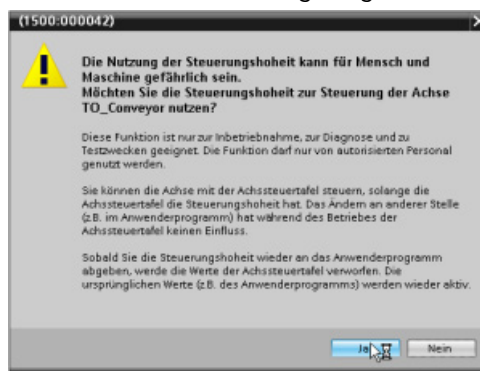 (1500:000042)
Die Nutzung der Steuerungshoheit kann für Mensch und
Maschine gefährlich sein.
Möchten Sie die Steuerungshoheit zur Steuerung der Achse
TO_Conveyor nutzen?
Diese Funktion ist nur zur Inbetriebnahme, zur Diagnose und zu
Testzwecken geeignet. Die Funktion darf nur von autorisierten Personal
genutzt werden.
Sie können die Achse mit der Achssteuertafel steuern, solange die
Achssteuertafel die Steuerungshoheit hat. Das Ändern an anderer Stelle
(z.B. im Anwenderprogramm) hat während des Betriebes der
Achssteuertafel keinen Einfluss.
Sobald Sie die Steuerungshoheit wieder an das Anwenderprogramm
abgeben, werde die Werte der Achssteuertafel verworfen. Die
ursprünglichen Werte (z.B. des Anwenderprogramms) werden wieder aktiv.
Ja Nein